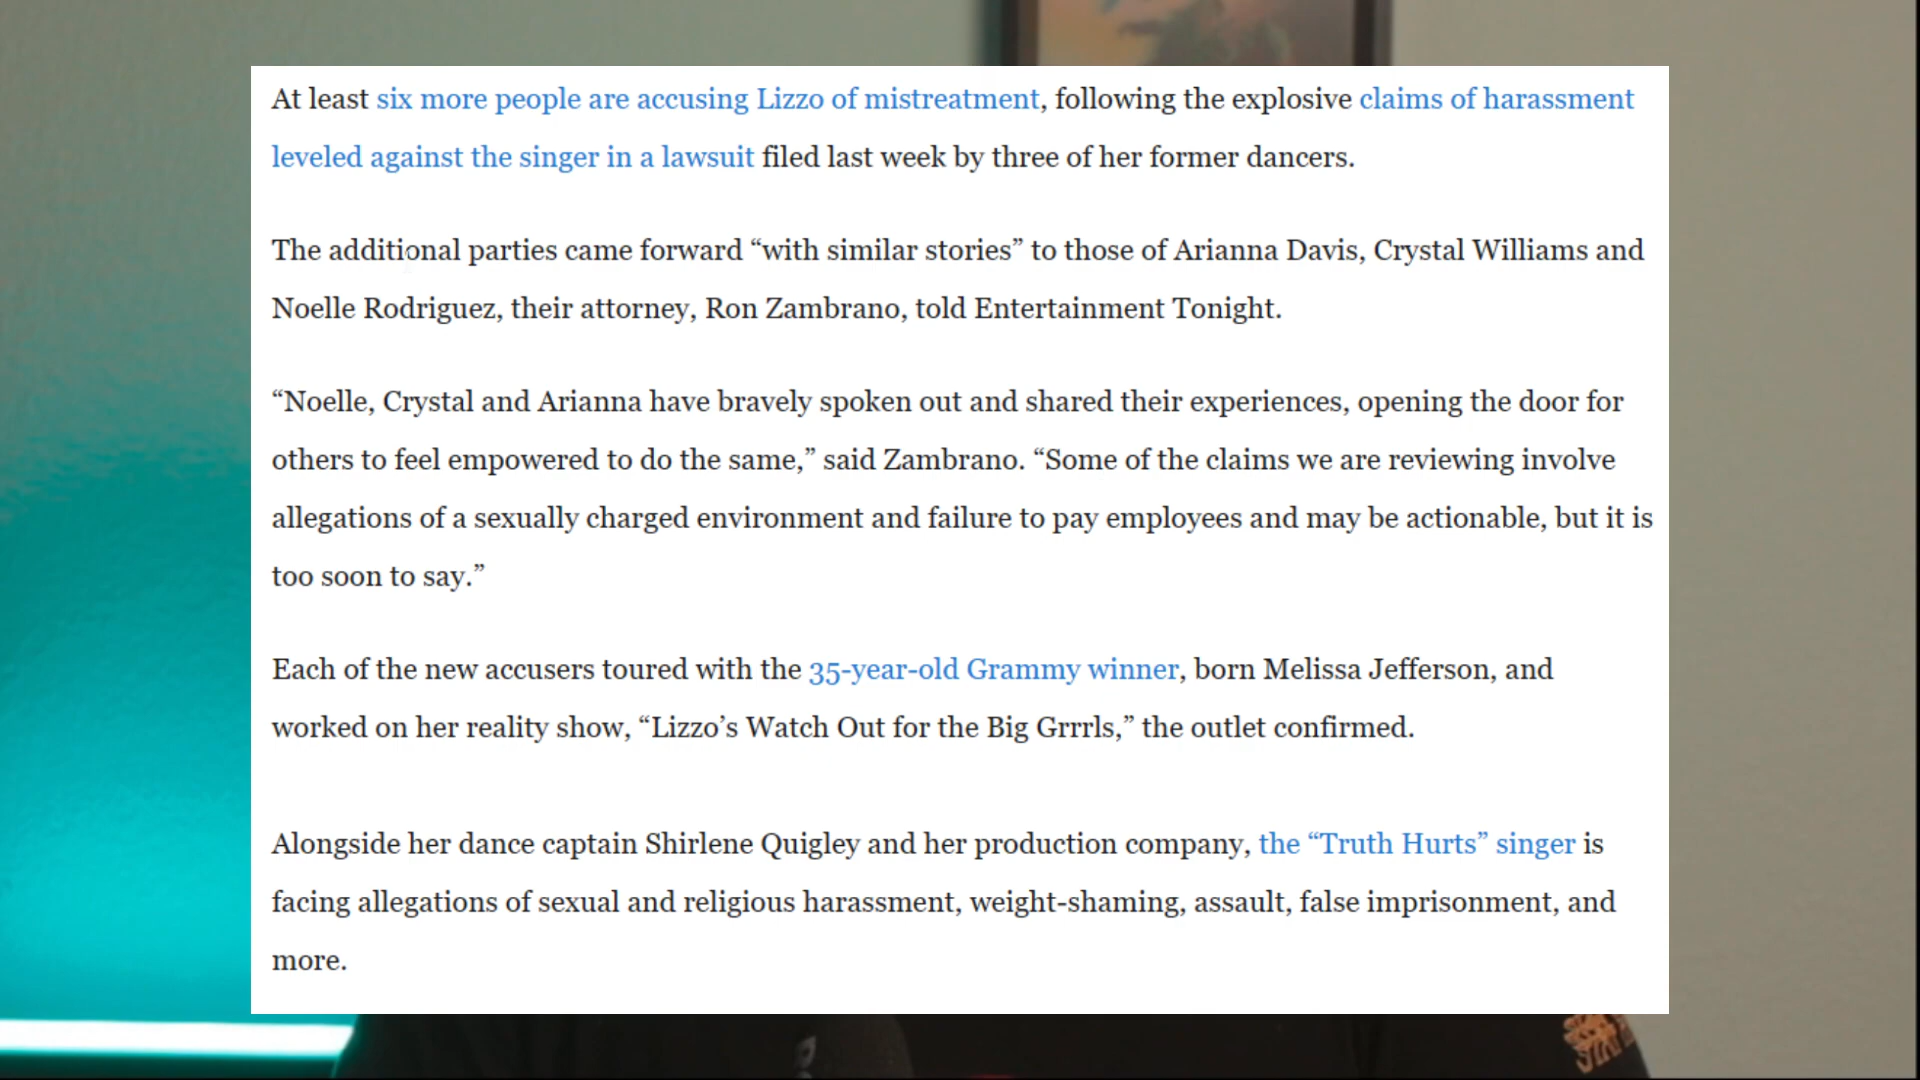 At least six more people are accusing Lizzo of mistreatment, following the explosive claims of harassment
leveled against the singer in a lawsuit filed last week by three of her former dancers.
The additional parties came forward “with similar stories” to those of Arianna Davis, Crystal Williams and
Noelle Rodriguez, their attorney, Ron Zambrano, told Entertainment Tonight.
“Noelle, Crystal and Arianna have bravely spoken out and shared their experiences, opening the door for
others to feel empowered to do the same,” said Zambrano. “Some of the claims we are reviewing involve
allegations of a sexually charged environment and failure to pay employees and may be actionable, but it is
too soon to say.”
Each of the new accusers toured with the 35-year-old Grammy winner, born Melissa Jefferson, and
worked on her reality show, “Lizzo’s Watch Out for the Big Grrrls,” the outlet confirmed.
Alongside her dance captain Shirlene Quigley and her production company, the “Truth Hurts” singer is
facing allegations of sexual and religious harassment, weight-shaming, assault, false imprisonment, and
more.